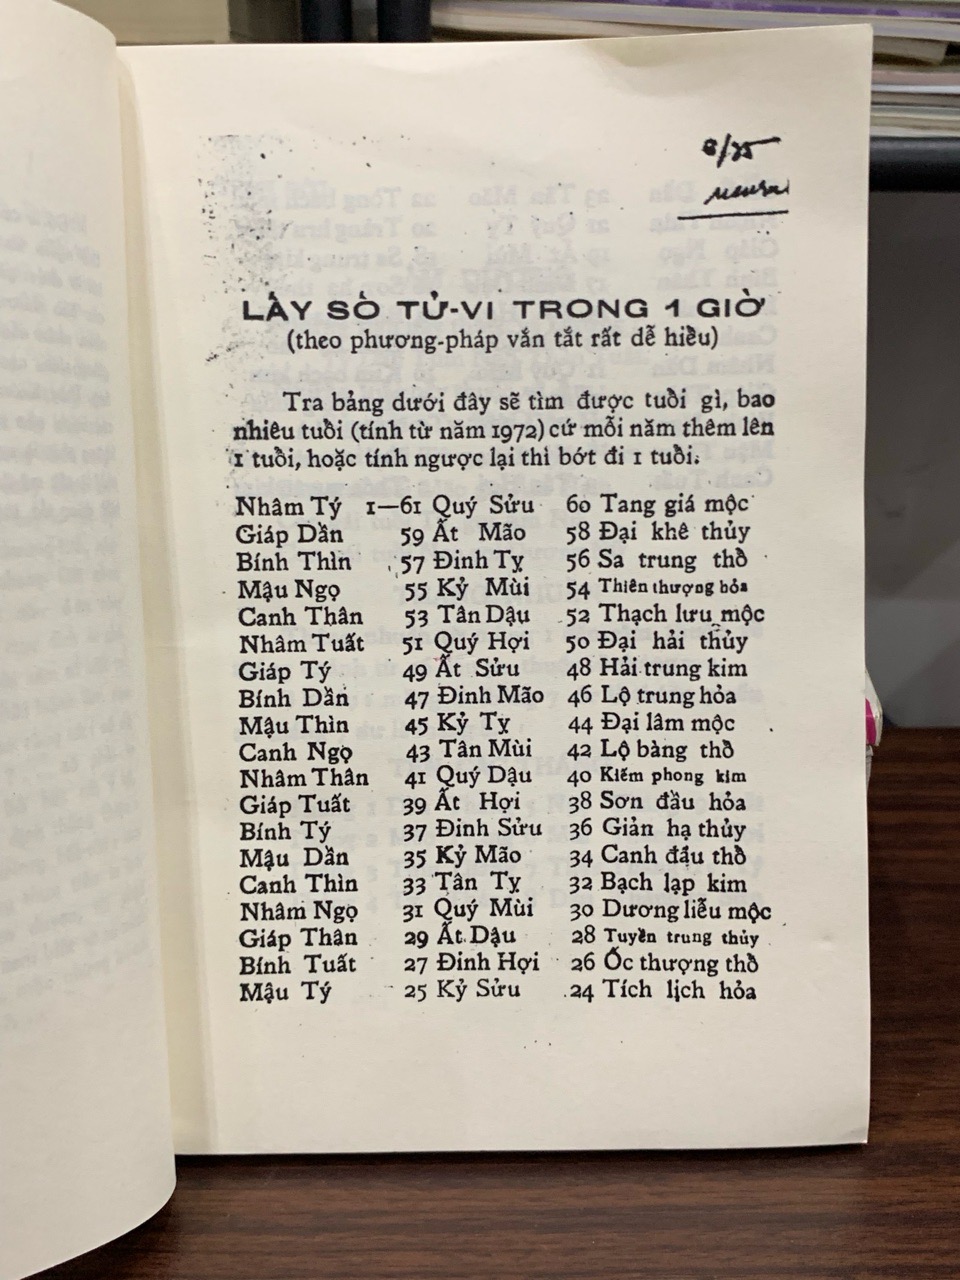 8/75
LẤY SỐ TỬ-VI TRONG 1 GIỜ
(theo phương-pháp vắn tắt rất dễ hiểu)
Tra bảng dưới đây sẽ tìm được tuổi gì, bao
nhiêu tuổi (tính từ năm 1972) cứ mỗi năm thêm lên
1 tuổi, hoặc tính ngược lại thì bớt đi 1 tuổi.
Nhâm Tý 1—61 Quý Sửu 60 Tang giá mộc
Giáp Dần 59 Ất Mão 58 Đại khê thủy
Bính Thìn 57 Đinh Tỵ 56 Sa trung thổ
Mậu Ngọ 55 Kỷ Mùi 54 Thiên thượng hỏa
Canh Thân 53 Tân Dậu 52 Thạch lưu mộc
Nhâm Tuất 51 Quý Hợi 50 Đại hải thủy
Giáp Tý 49 Ất Sửu 48 Hải trung kim
Bính Dần 47 Đinh Mão 46 Lộ trung hỏa
Mậu Thìn 45 Kỷ Tỵ 44 Đại lâm mộc
Canh Ngọ 43 Tân Mùi 42 Lộ bàng thổ
Nhâm Thân 41 Quý Dậu 40 Kiếm phong kim
Giáp Tuất 39 Ất Hợi 38 Sơn đầu hỏa
Bính Tý 37 Đinh Sửu 36 Giản hạ thủy
Mậu Dần 35 Kỷ Mão 34 Canh đầu thổ
Canh Thìn 33 Tân Tỵ 32 Bạch lạp kim
Nhâm Ngọ 31 Quý Mùi 30 Dương liễu mộc
Giáp Thân 29 Ất Dậu 28 Tuyền trung thủy
Bính Tuất 27 Đinh Hợi 26 Ốc thượng thổ
Mậu Tý 25 Kỷ Sửu 24 Tích lịch hỏa